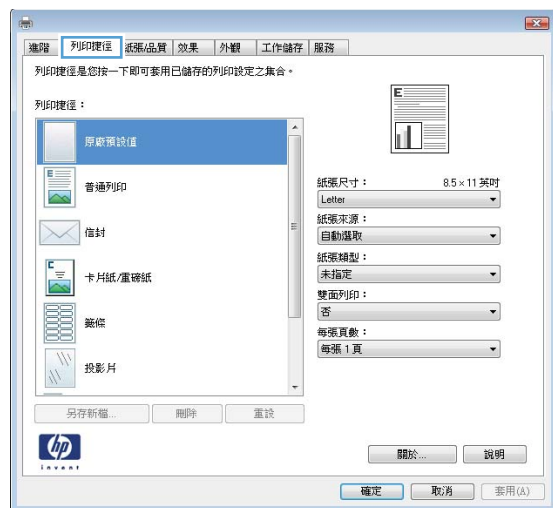 進階 列印捷徑 紙張/品質 效果 外觀 工作儲存 服務
列印捷徑是您按一下即可套用已儲存的列印設定之集合。
列印捷徑：
原廠預設值
普通列印
信封
卡片紙/重磅紙
籤條
投影片
另存新檔... 刪除 重設
E
紙張尺寸： 8.5 × 11 英吋
Letter
紙張來源：
自動選取
紙張類型：
未指定
雙面列印：
否
每張頁數：
每張 1 頁
hp
invent
關於... 說明
確定 取消 套用(A)